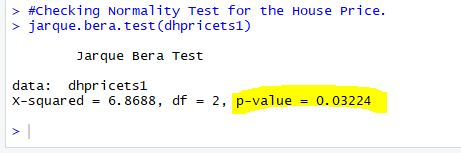 > #Checking Normality Test for the House Price.
> jarque.bera.test(dhpricets1)
Jarque Bera Test
data:  dhpricets1
X-squared = 6.8688, df = 2, p-value = 0.03224
>